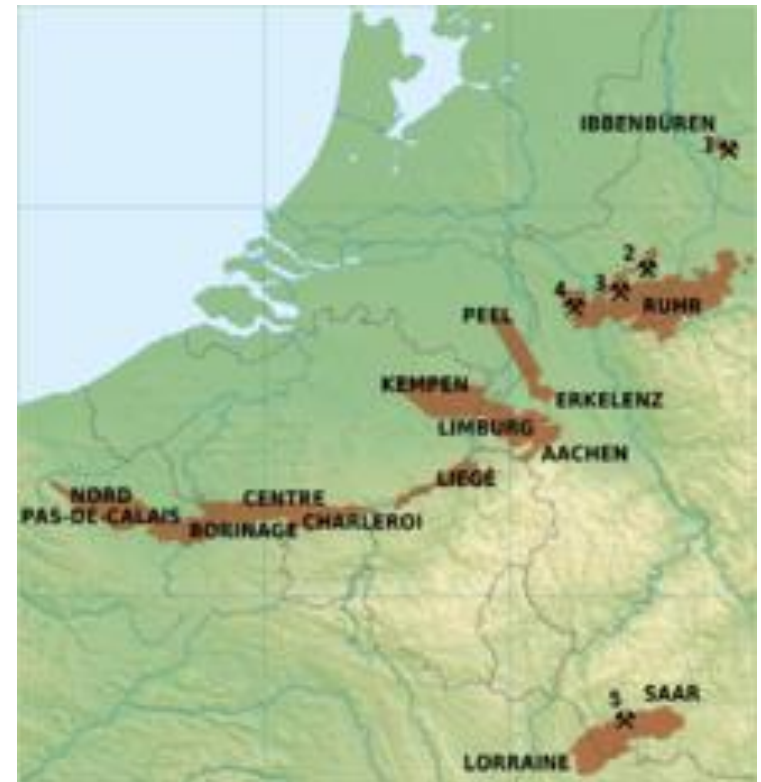 IBBENBÜREN
1
2
3
4
RUHR
PEEL
KEMPEN
ERKELENZ
LIMBURG
AACHEN
LIEGÉ
NORD
PAS-DE-CALAIS
CENTRE
BORINAGE
CHARLEROI
5
SAAR
LORRAINE